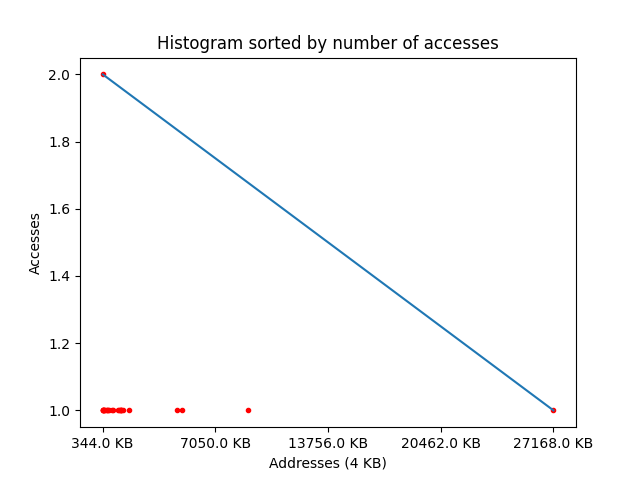 Histogram sorted by number of accesses
2.0
1.8
1.6
1.4
1.2
1.0
Accesses
344.0 KB 7050.0 KB 13756.0 KB 20462.0 KB 27168.0 KB
Addresses (4 KB)